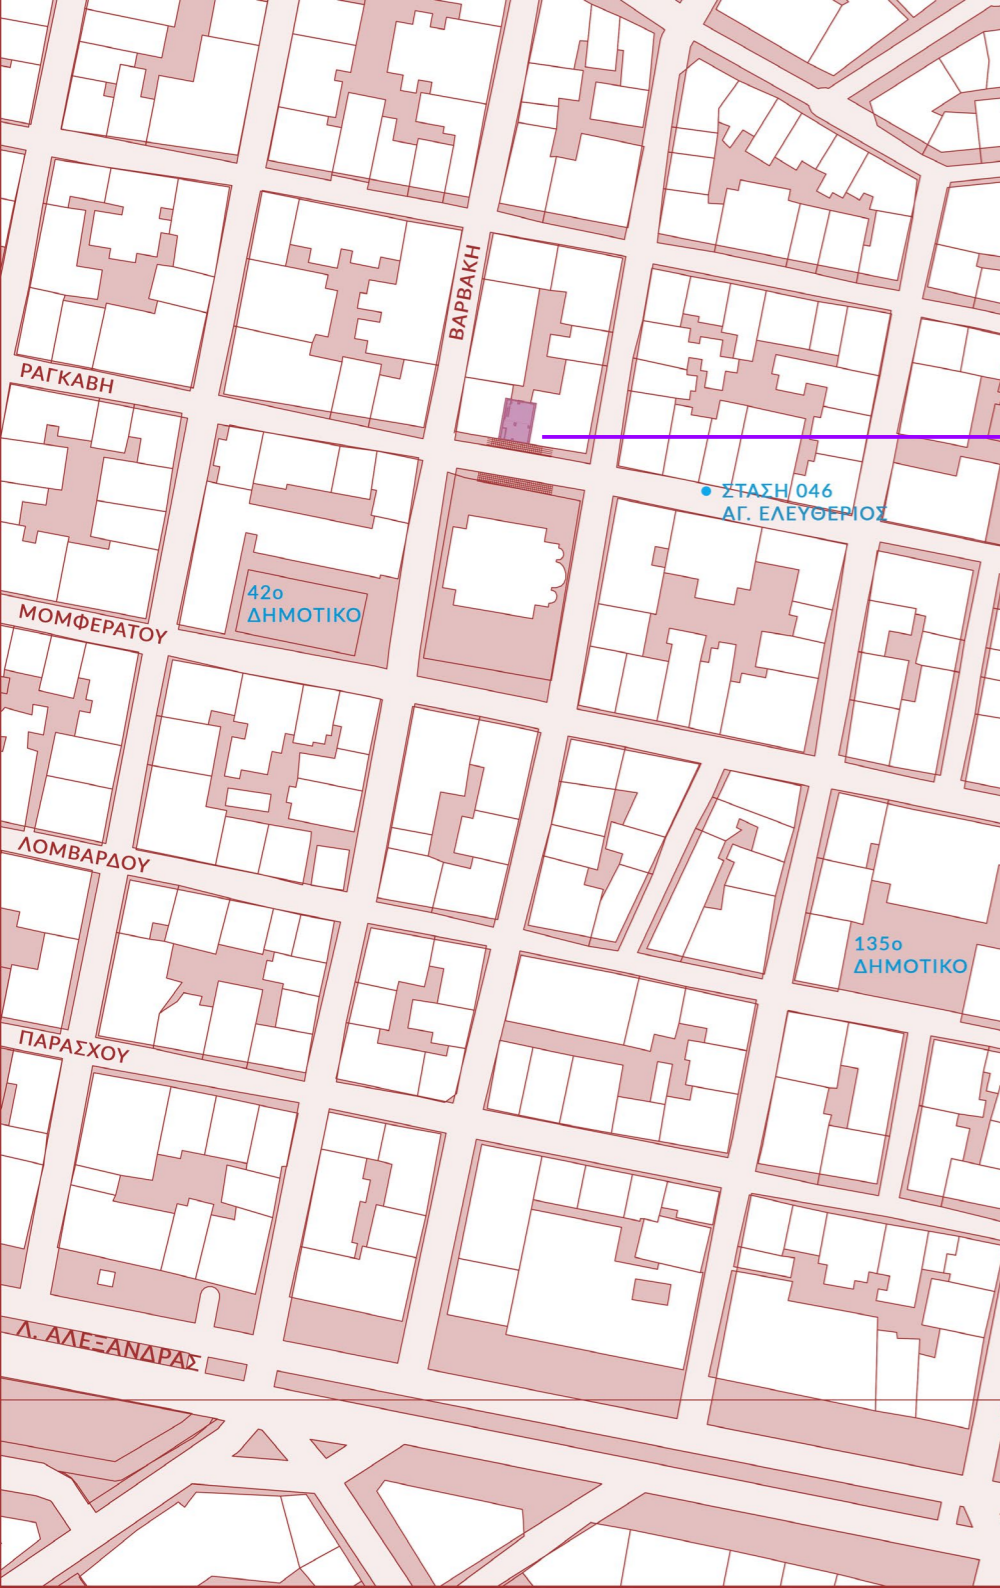 ΒΑΡΒΑΚΗ
ΡΑΓΚΑΒΗ
ΣΤΑΣΗ 046
ΑΓ. ΕΛΕΥΘΕΡΙΟΣ
42ο
ΔΗΜΟΤΙΚΟ
ΜΟΜΦΕΡΑΤΟΥ
ΛΟΜΒΑΡΔΟΥ
135ο
ΔΗΜΟΤΙΚΟ
ΠΑΡΑΣΧΟΥ
Λ. ΑΛΕΞΑΝΔΡΑΣ